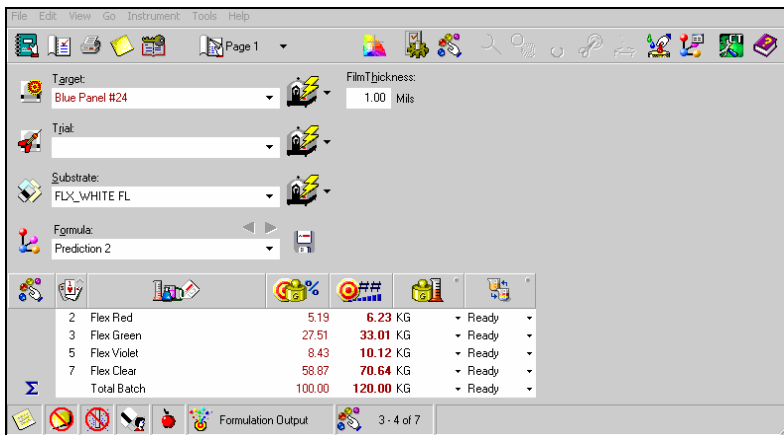 File Edit View Go Instrument Tools Help
Page 1
Target:
FilmThickness:
Blue Panel #24
1.00 Mils
Trial:
Substrate:
FLX_WHITE FL
Formula:
Prediction 2
G % ## G
2 Flex Red 5.19 6.23 KG Ready
3 Flex Green 27.51 33.01 KG Ready
5 Flex Violet 8.43 10.12 KG Ready
7 Flex Clear 58.87 70.64 KG Ready
Σ Total Batch 100.00 120.00 KG Ready
Formulation Output 3 - 4 of 7